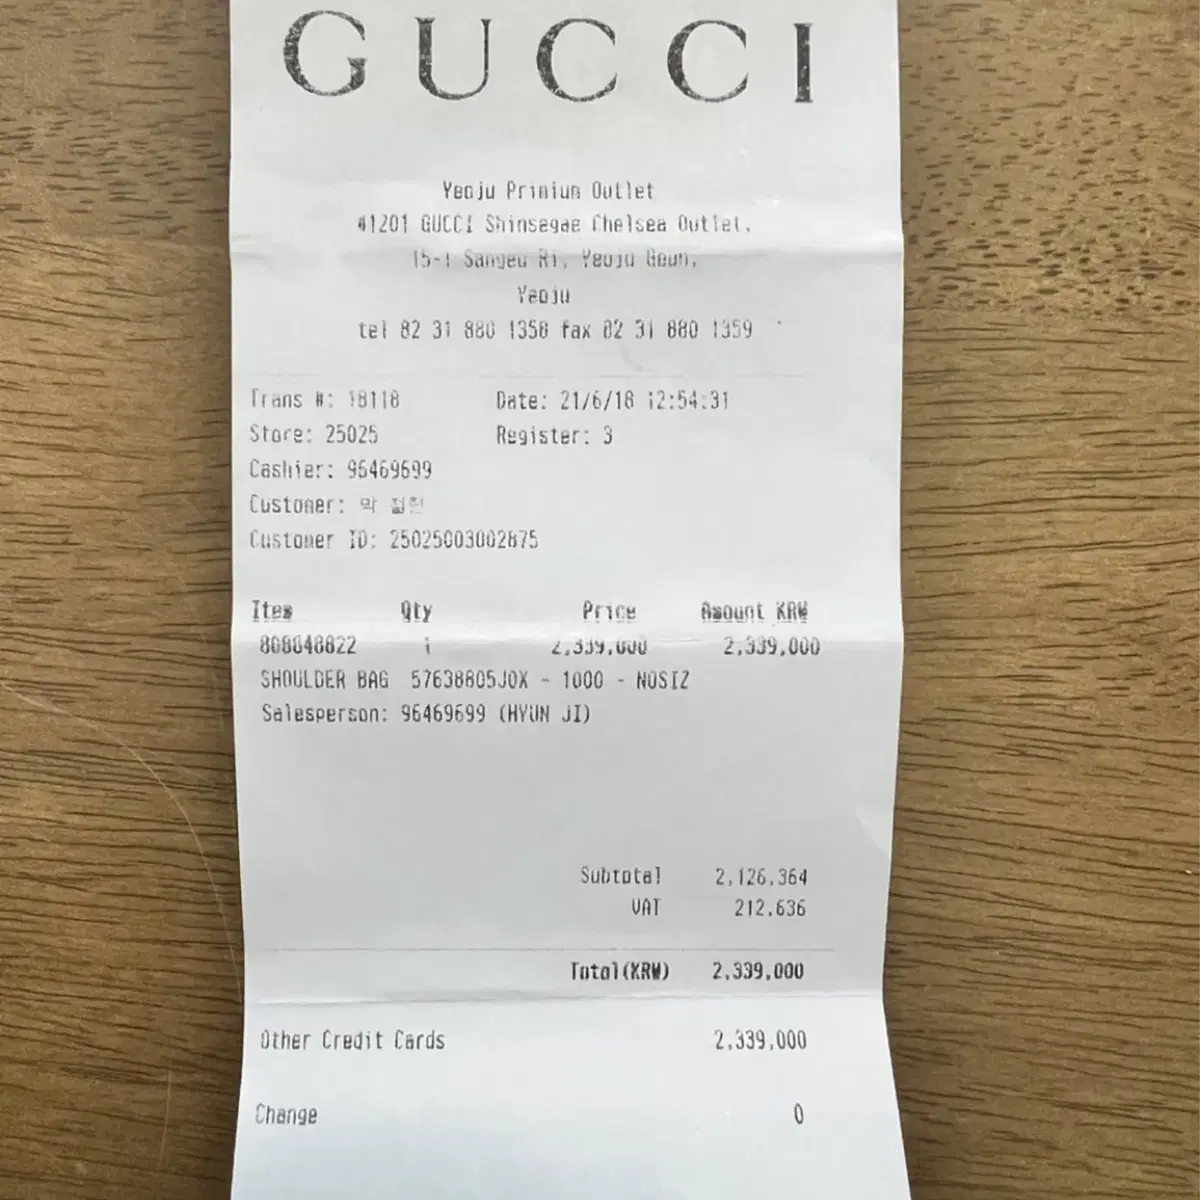 GUCCI
Yeoju Primium Outlet
#1201 GUCCI Shinsegae Chelsea Outlet,
15-1 Sangeu Ri, Yeoju Goun,
Yeoju
tel 82 31 880 1358 fax 82 31 880 1359
Trans #: 18118 Date: 21/6/18 12:54:31
Store: 25025 Register: 3
Cashier: 96469699
Customer:
Customer ID: 25025003002875
Item Qty Price Amount KRW
808048822 1 2,339,000 2,339,000
SHOULDER BAG 57638805JOX - 1000 - NOSIZ
Salesperson: 96469699 (HYUN JI)
Subtotal 2,126,364
VAT 212,636
Total(KRW) 2,339,000
Other Credit Cards 2,339,000
Change 0